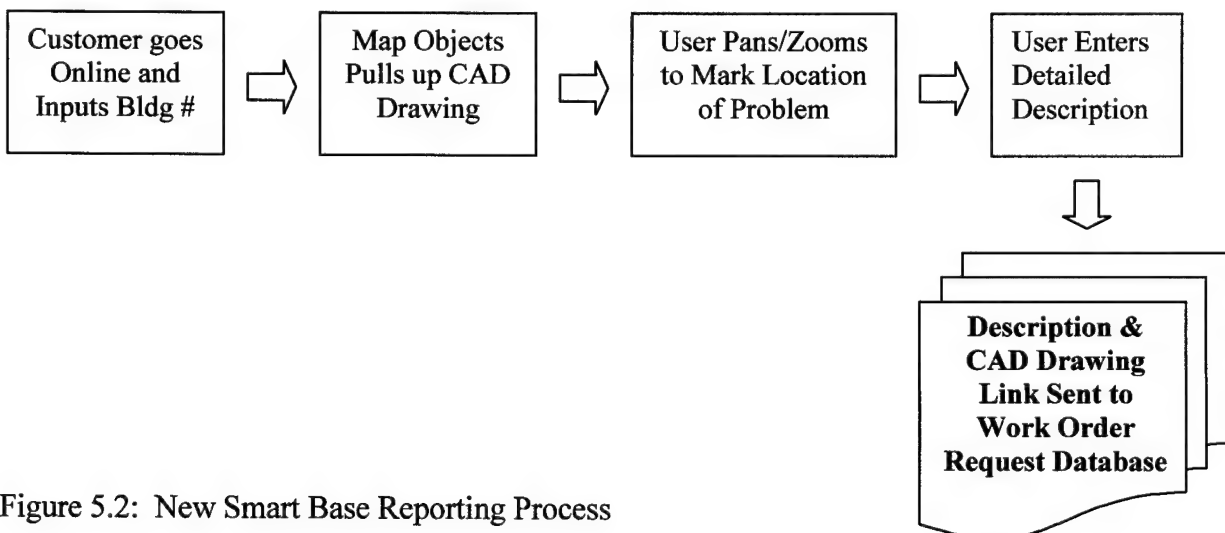 Customer goes
Online and
Inputs Bldg #
Map Objects
Pulls up CAD
Drawing
User Pans/Zooms
to Mark Location
of Problem
User Enters
Detailed
Description
Description &
CAD Drawing
Link Sent to
Work Order
Request Database
Figure 5.2: New Smart Base Reporting Process